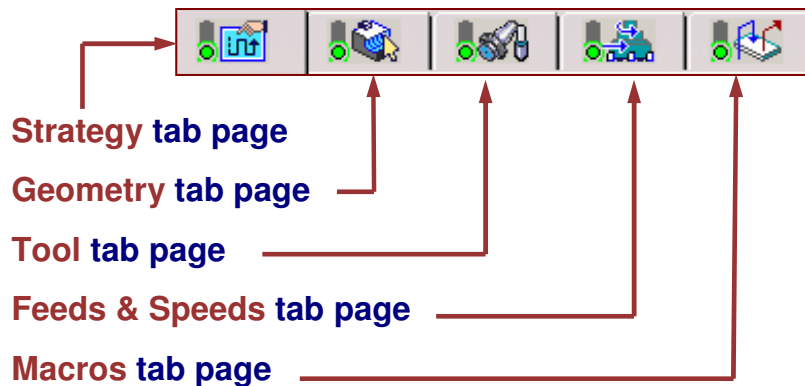 Strategy tab page
Geometry tab page
Tool tab page
Feeds & Speeds tab page
Macros tab page